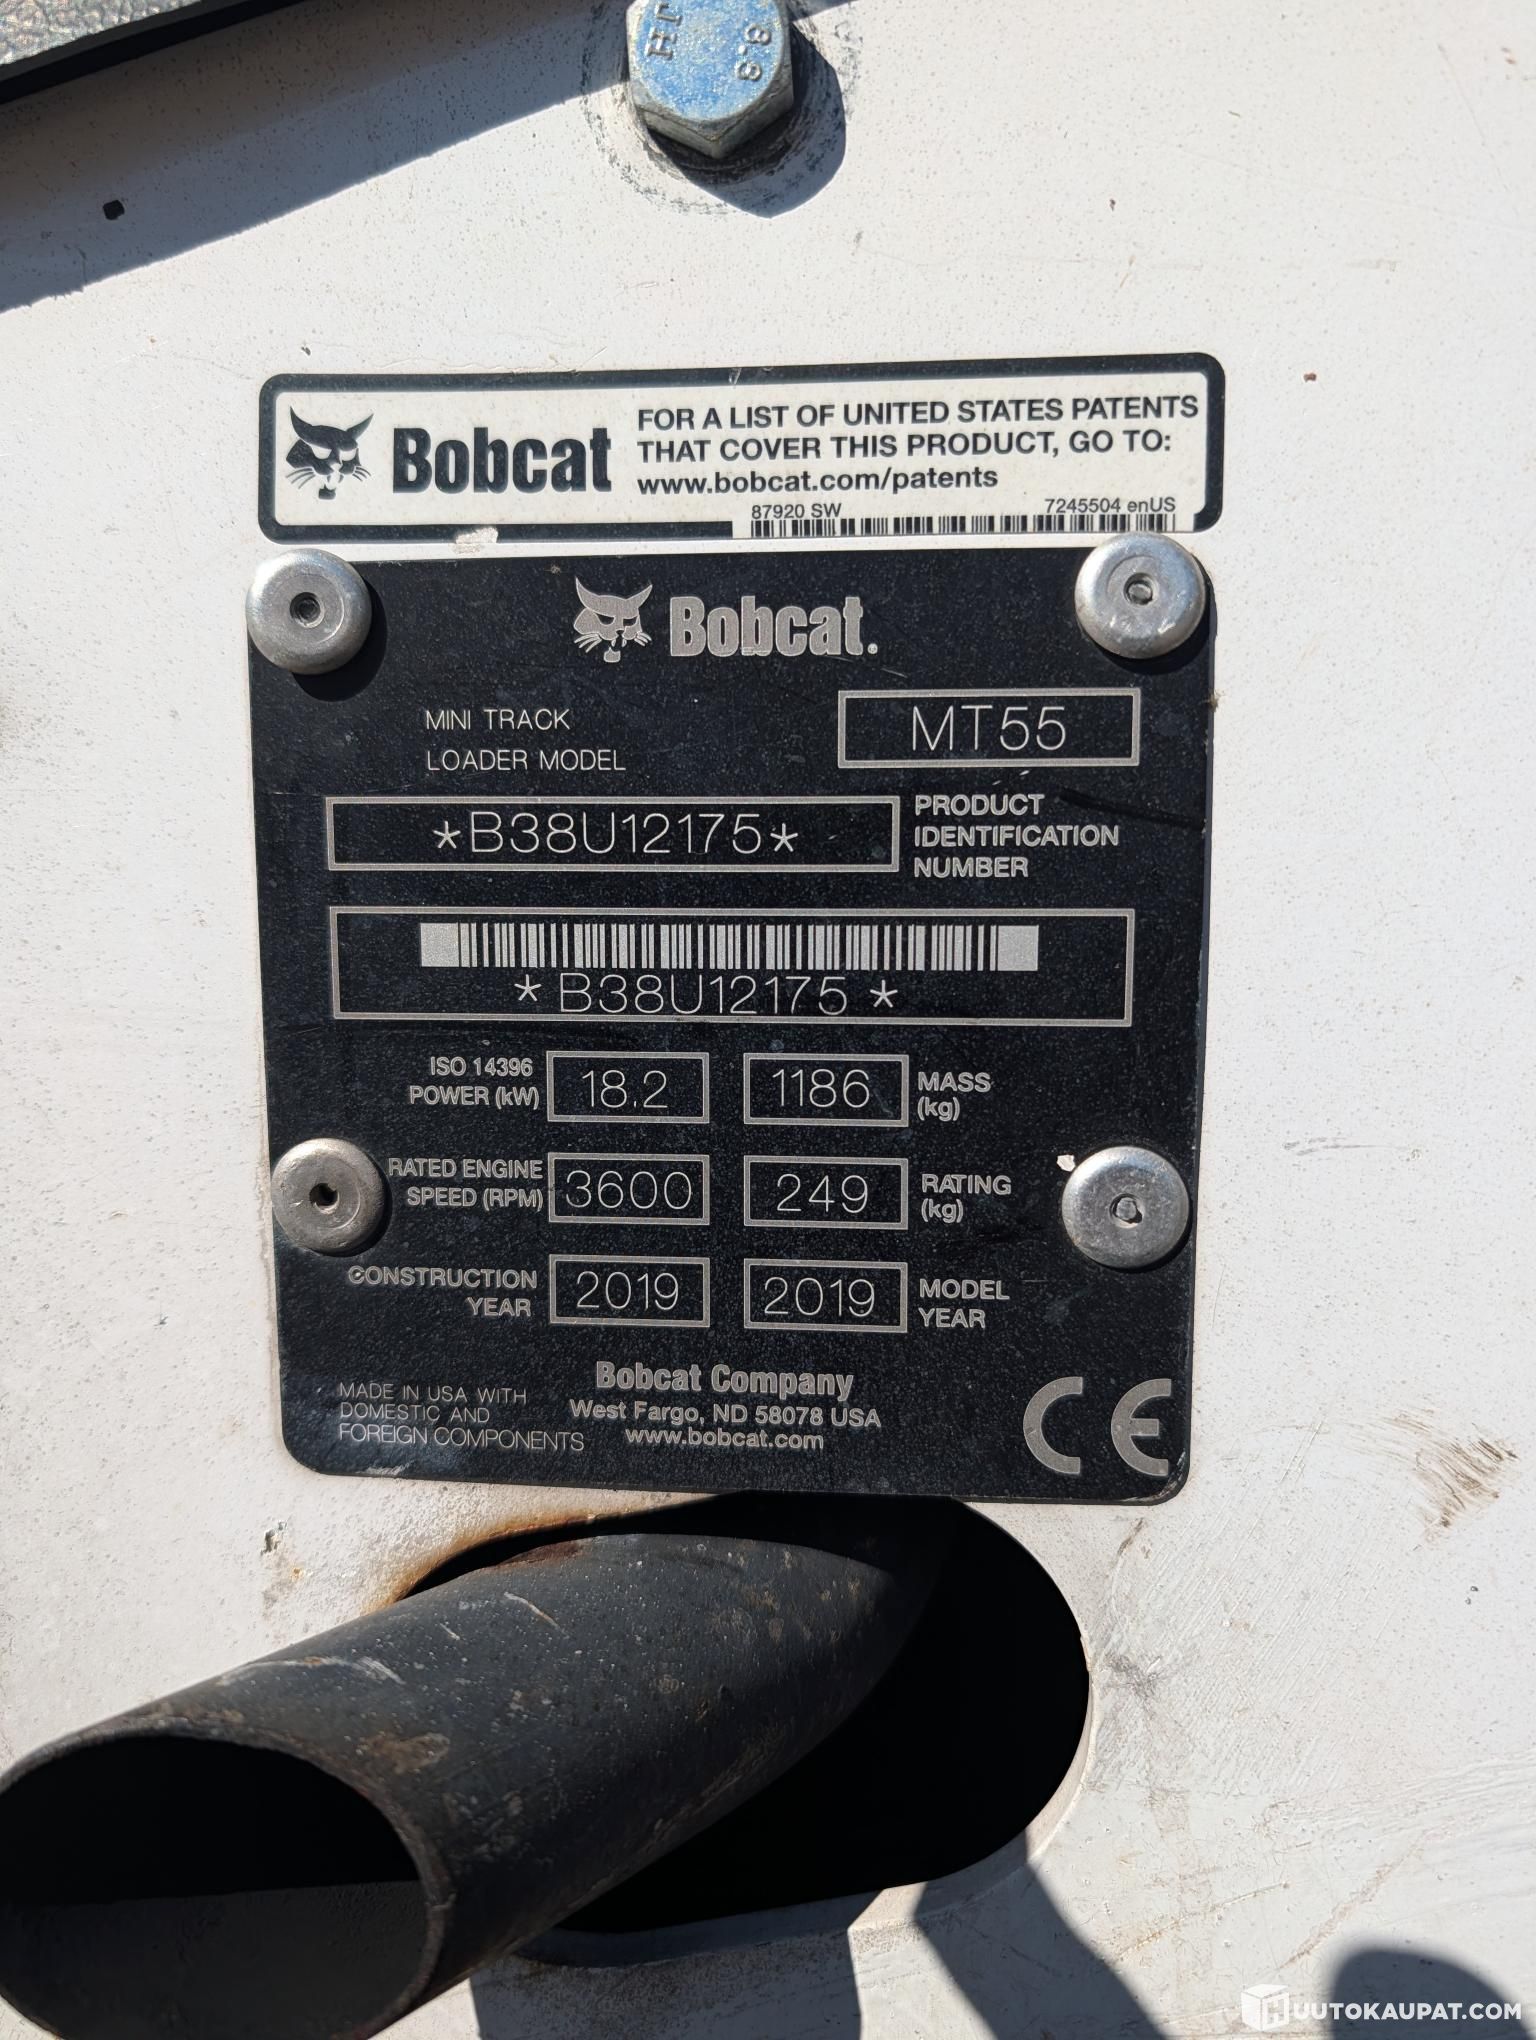 HT 8.8
Bobcat
FOR A LIST OF UNITED STATES PATENTS
THAT COVER THIS PRODUCT, GO TO:
www.bobcat.com/patents
87920 SW 7245504 enUS
Bobcat®
MINI TRACK
LOADER MODEL
MT55
*B38U12175*
PRODUCT
IDENTIFICATION
NUMBER
*B38U12175*
ISO 14396
POWER (kW)
18.2
1186
MASS
(kg)
RATED ENGINE
SPEED (RPM)
3600
249
RATING
(kg)
CONSTRUCTION
YEAR
2019
2019
MODEL
YEAR
MADE IN USA WITH
DOMESTIC AND
FOREIGN COMPONENTS
Bobcat Company
West Fargo, ND 58078 USA
www.bobcat.com
CE
HUUTOKAUPAT.COM